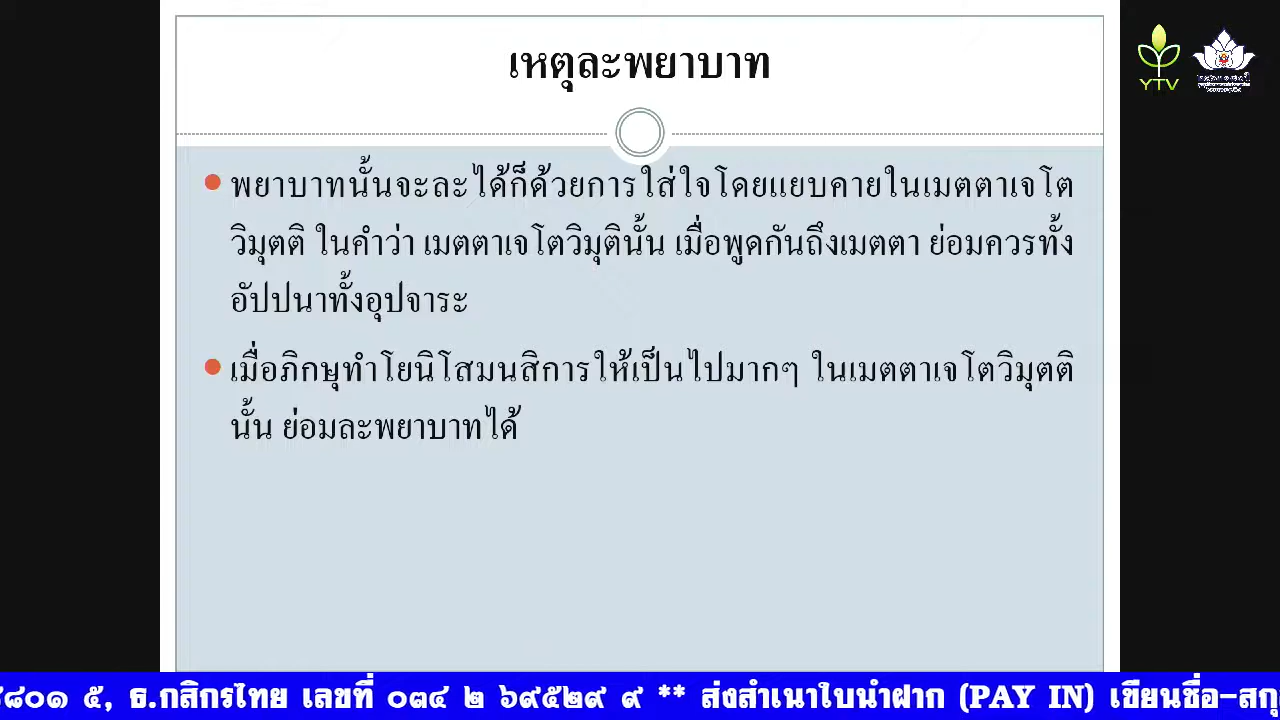 เหตุละพยาบาท
YTV
พยาบาทนั้นจะละได้ก็ด้วยการใส่ใจโดยแยบคายในเมตตาเจโต
วิมุตติ ในคำว่า เมตตาเจโตวิมุตินั้น เมื่อพูดกันถึงเมตตา ย่อมควรทั้ง
อัปปนาทั้งอุปจาระ
เมื่อภิกษุทำโยนิโสมนสิการให้เป็นไปมากๆ ในเมตตาเจโตวิมุตติ
นั้น ย่อมละพยาบาทได้
๘๐๑ ๕, ธ.กสิกรไทย เลขที่ ๐๓๔ ๒ ๖๙๕๒๙ ๙ ** ส่งสำเนาใบนำฝาก (PAY IN) เขียนชื่อ-สกุ